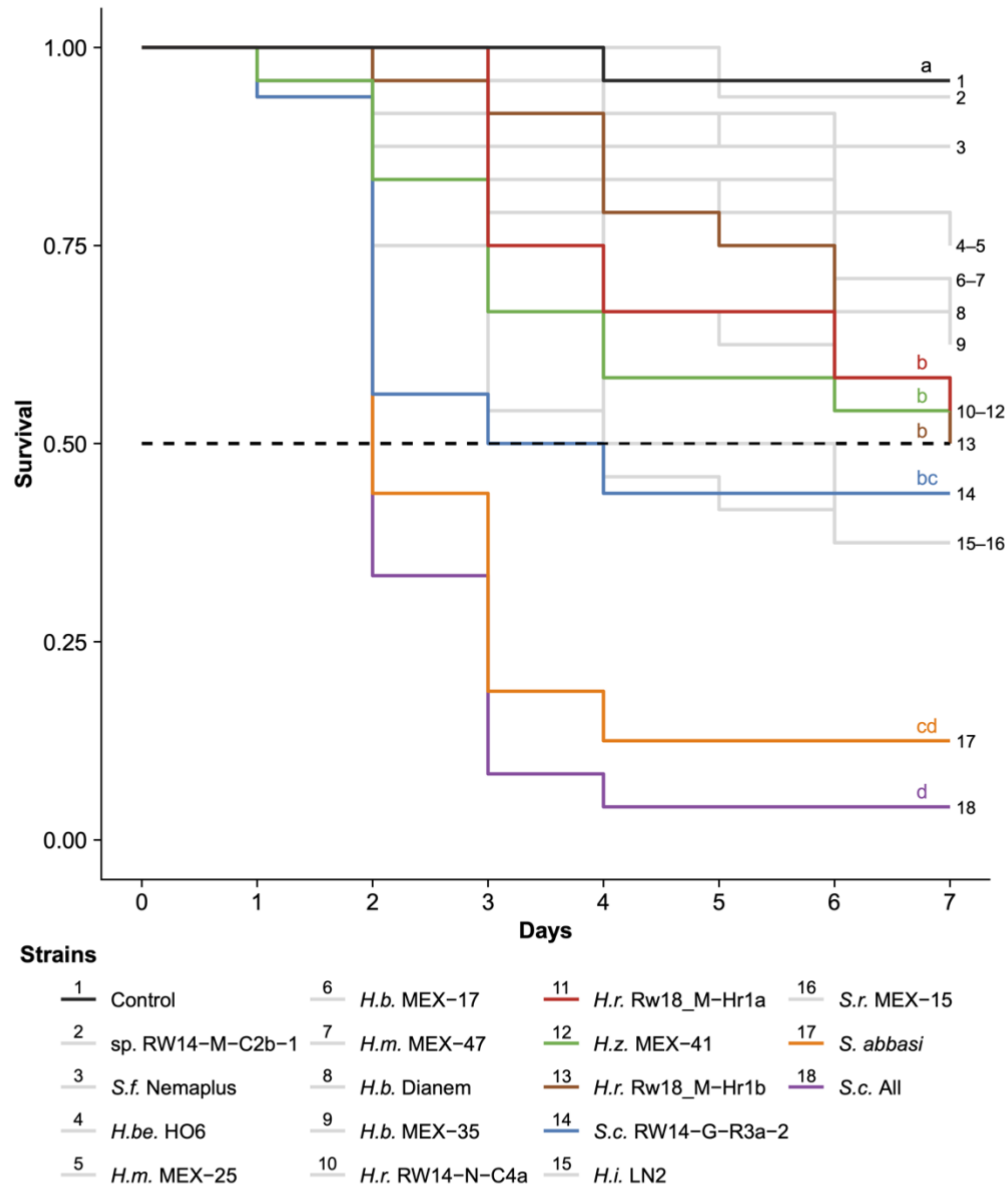 1.00
0.75
0.50
0.25
0.00
Survival
a
1
2
3
4–5
6–7
8
9
b
b
10–12
b
13
bc
14
15–16
cd
17
d
18
0 1 2 3 4 5 6 7
Days
Strains
1 Control
2 sp. RW14−M−C2b−1
3 S.f. Nemaplus
4 H.be. HO6
5 H.m. MEX−25
6 H.b. MEX−17
7 H.m. MEX−47
8 H.b. Dianem
9 H.b. MEX−35
10 H.r. RW14−N−C4a
11 H.r. Rw18_M−Hr1a
12 H.z. MEX−41
13 H.r. Rw18_M−Hr1b
14 S.c. RW14−G−R3a−2
15 H.i. LN2
16 S.r. MEX−15
17 S. abbasi
18 S.c. All